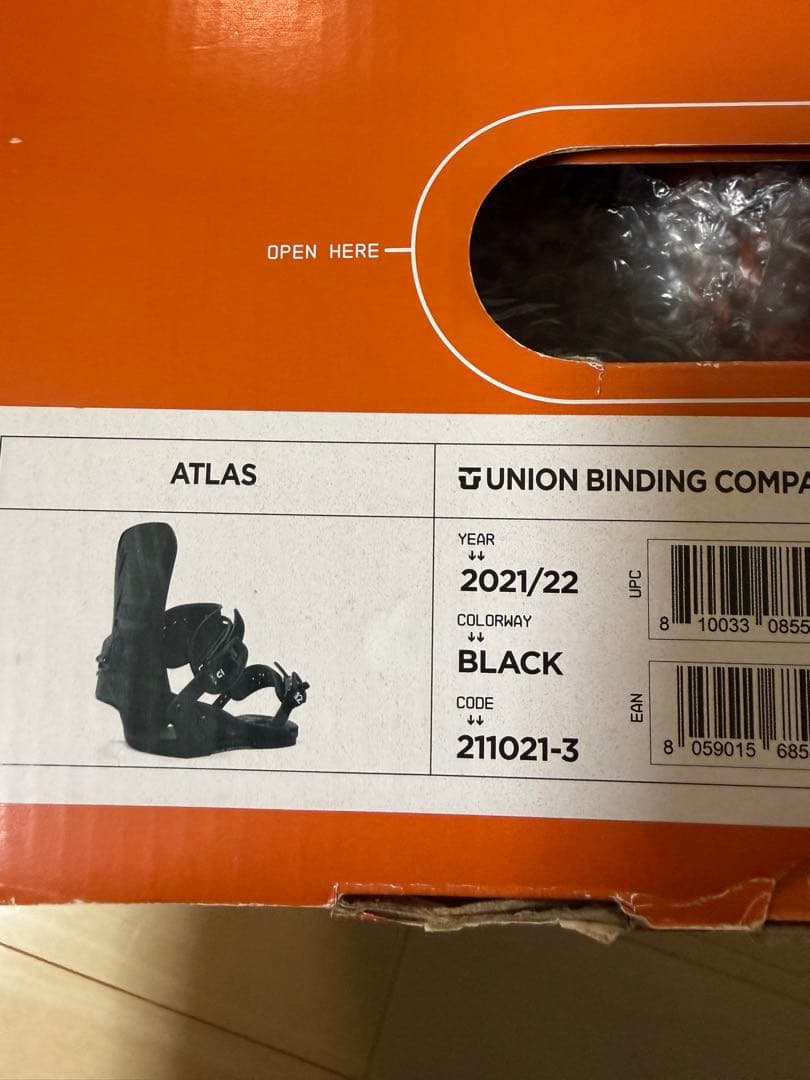 OPEN HERE
ATLAS
UNION BINDING COMPA
YEAR
↓↓
2021/22
COLORWAY
↓↓
BLACK
CODE
↓↓
211021-3
UPC
8 10033 0855
EAN
8 059015 685